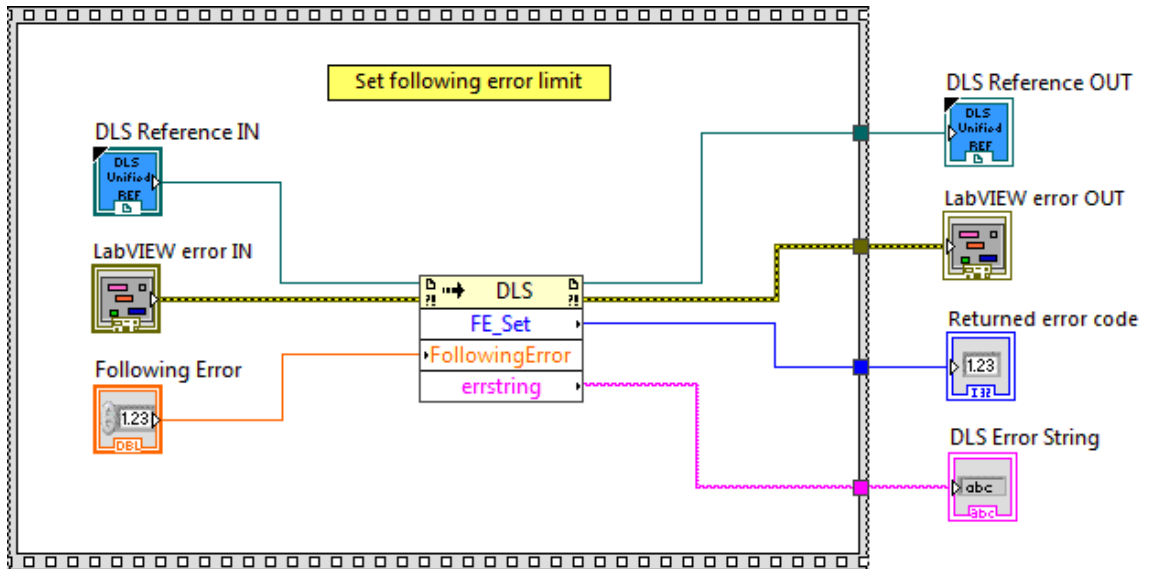 Set following error limit
DLS Reference IN
DLS
Unified
REF
LabVIEW error IN
?!
DLS
?!
FE_Set
FollowingError
errstring
Following Error
1.23
DBL
DLS Reference OUT
DLS
Unified
REF
LabVIEW error OUT
Returned error code
1.23
I32
DLS Error String
abc
abc